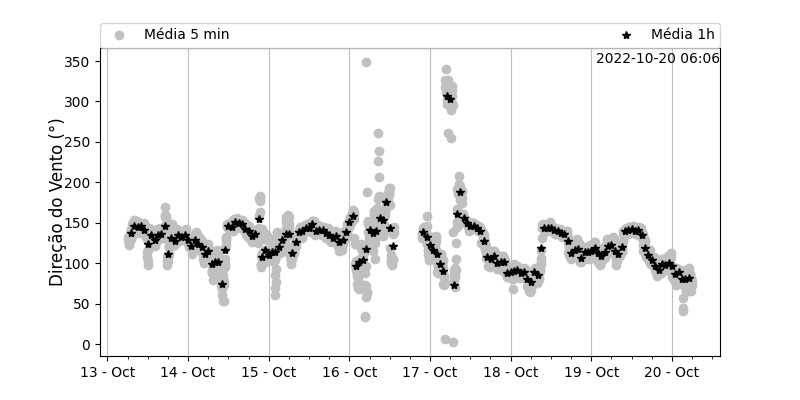 Média 5 min
Média 1h
2022-10-20 06:06
Direção do Vento (°)
350
300
250
200
150
100
50
0
13 - Oct
14 - Oct
15 - Oct
16 - Oct
17 - Oct
18 - Oct
19 - Oct
20 - Oct